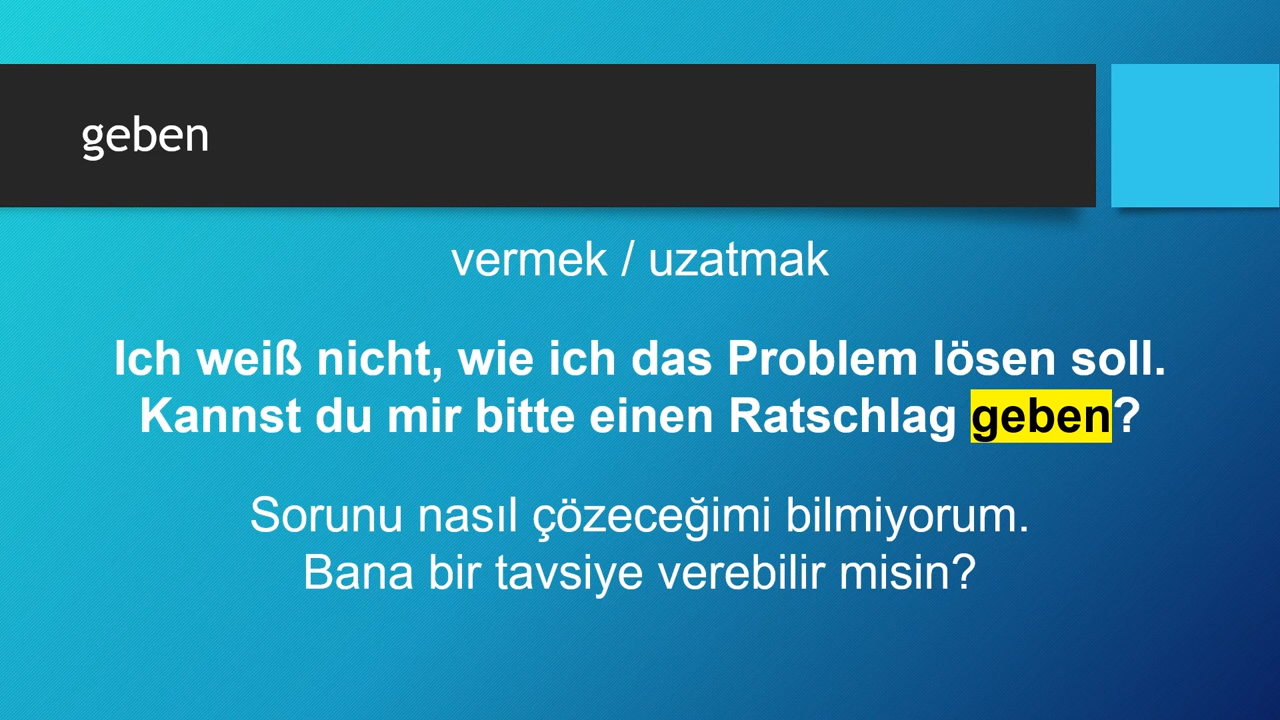 geben
vermek / uzatmak
Ich weiß nicht, wie ich das Problem lösen soll.
Kannst du mir bitte einen Ratschlag geben?
Sorunu nasıl çözeceğimi bilmiyorum.
Bana bir tavsiye verebilir misin?